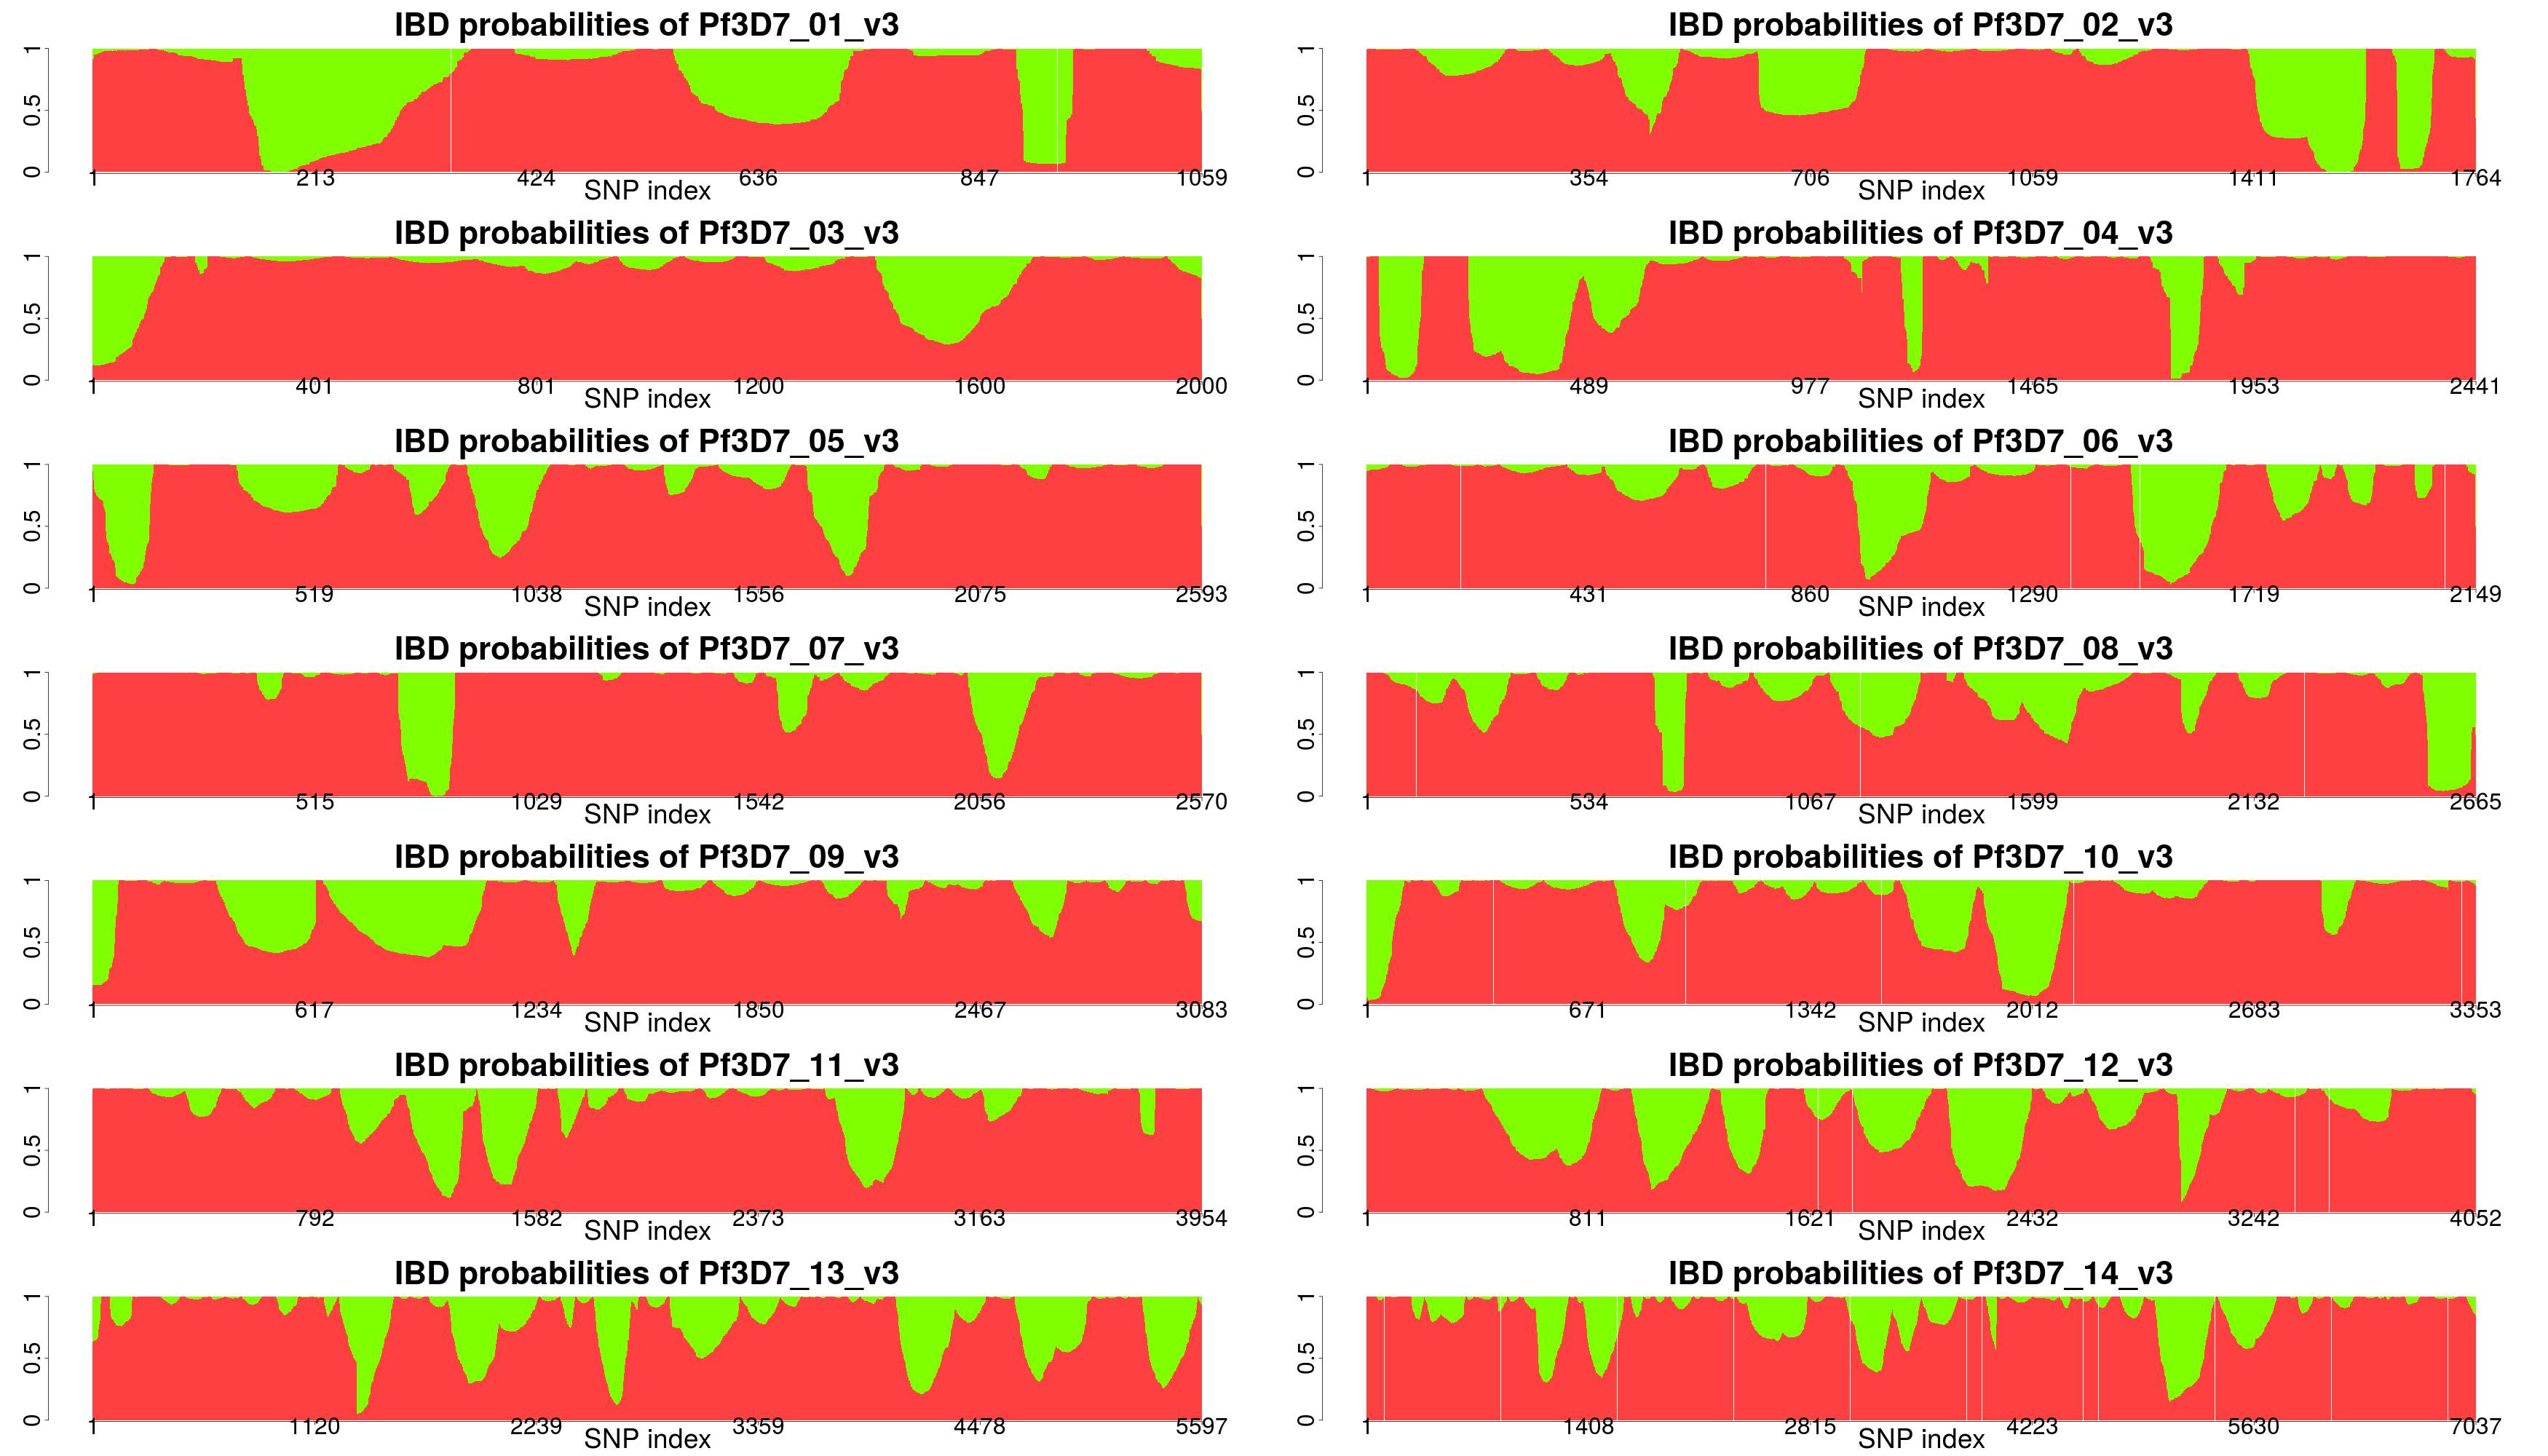 IBD probabilities of Pf3D7_01_v3
0 0.5 1
1 213 424 636 847 1059
SNP index
IBD probabilities of Pf3D7_02_v3
0 0.5 1
1 354 706 1059 1411 1764
SNP index
IBD probabilities of Pf3D7_03_v3
0 0.5 1
1 401 801 1200 1600 2000
SNP index
IBD probabilities of Pf3D7_04_v3
0 0.5 1
1 489 977 1465 1953 2441
SNP index
IBD probabilities of Pf3D7_05_v3
0 0.5 1
1 519 1038 1556 2075 2593
SNP index
IBD probabilities of Pf3D7_06_v3
0 0.5 1
1 431 860 1290 1719 2149
SNP index
IBD probabilities of Pf3D7_07_v3
0 0.5 1
1 515 1029 1542 2056 2570
SNP index
IBD probabilities of Pf3D7_08_v3
0 0.5 1
1 534 1067 1599 2132 2665
SNP index
IBD probabilities of Pf3D7_09_v3
0 0.5 1
1 617 1234 1850 2467 3083
SNP index
IBD probabilities of Pf3D7_10_v3
0 0.5 1
1 671 1342 2012 2683 3353
SNP index
IBD probabilities of Pf3D7_11_v3
0 0.5 1
1 792 1582 2373 3163 3954
SNP index
IBD probabilities of Pf3D7_12_v3
0 0.5 1
1 811 1621 2432 3242 4052
SNP index
IBD probabilities of Pf3D7_13_v3
0 0.5 1
1 1120 2239 3359 4478 5597
SNP index
IBD probabilities of Pf3D7_14_v3
0 0.5 1
1 1408 2815 4223 5630 7037
SNP index